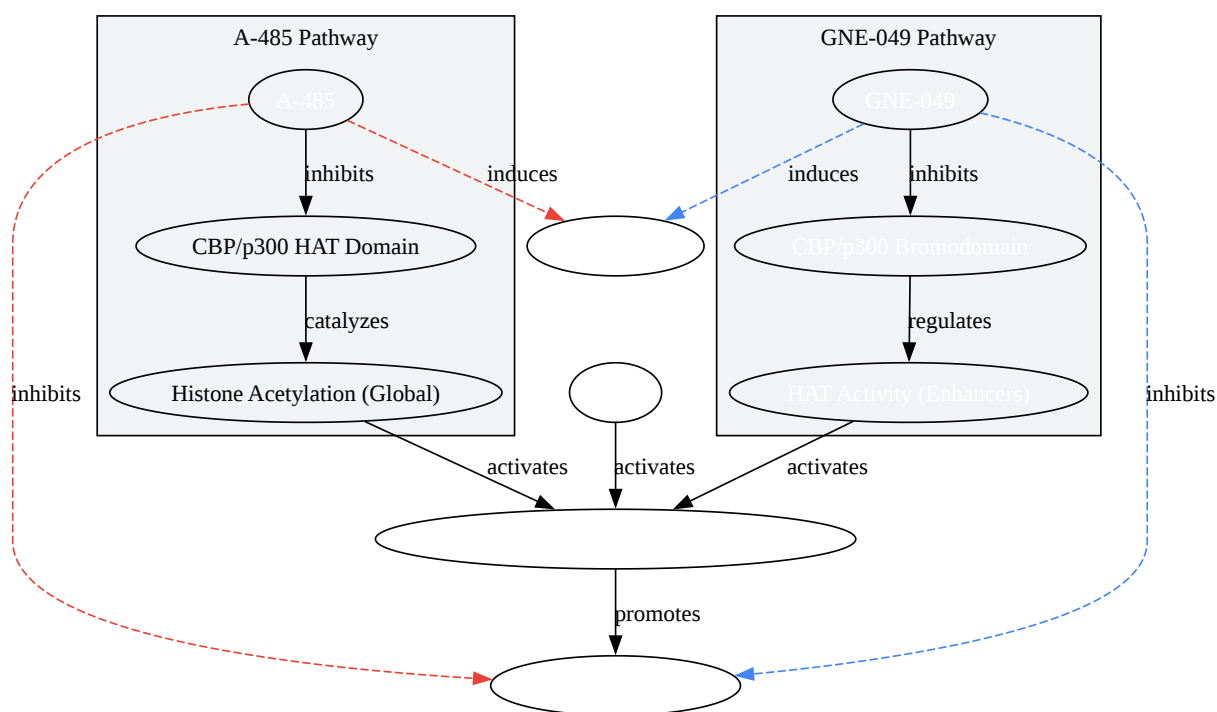 A-485 Pathway
GNE-049 Pathway
A-485
GNE-049
inhibits
induces
induces
inhibits
CBP/p300 HAT Domain
CBP/p300 Bromodomain
catalyzes
regulates
inhibits
Histone Acetylation (Global)
HAT Activity (Enhancers)
inhibits
activates
activates
activates
promotes